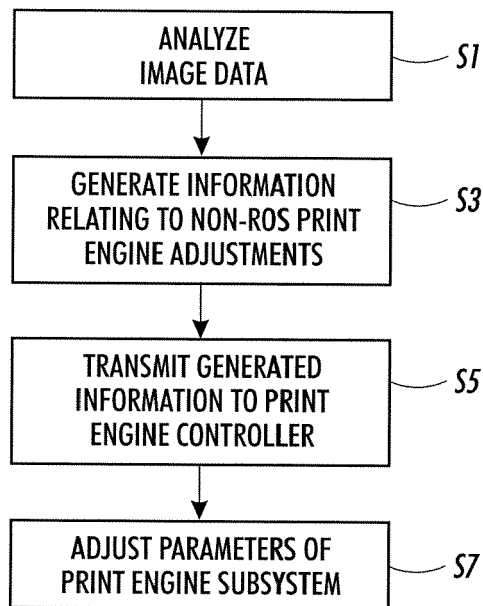 ANALYZE
IMAGE DATA
S1
GENERATE INFORMATION
RELATING TO NON-ROS PRINT
ENGINE ADJUSTMENTS
S3
TRANSMIT GENERATED
INFORMATION TO PRINT
ENGINE CONTROLLER
S5
ADJUST PARAMETERS OF
PRINT ENGINE SUBSYSTEM
S7